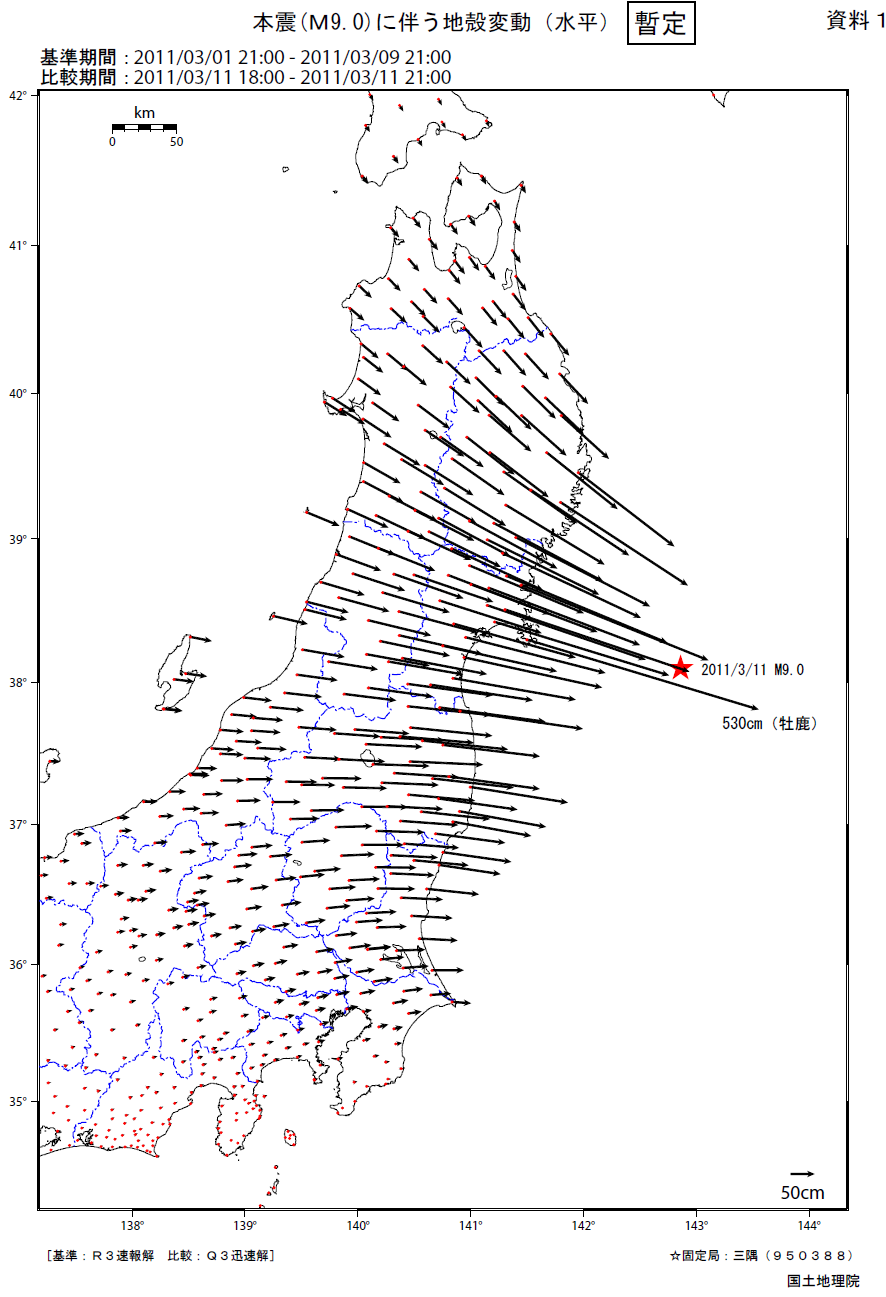 本震(M9.0)に伴う地殻変動（水平）
暫定
資料１
基準期間 : 2011/03/01 21:00 - 2011/03/09 21:00
比較期間 : 2011/03/11 18:00 - 2011/03/11 21:00
km
0 50
42°
41°
40°
39°
38°
37°
36°
35°
2011/3/11 M9.0
530cm（牡鹿）
50cm
138° 139° 140° 141° 142° 143° 144°
［基準：Ｒ３速報解　比較：Ｑ３迅速解］
☆固定局：三隅（９５０３８８）
国土地理院